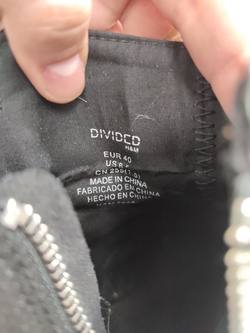 DIVIDED
H&M
EUR 40
MADE IN CHINA
FABRICADO EN CHINA
HECHO EN CHINA